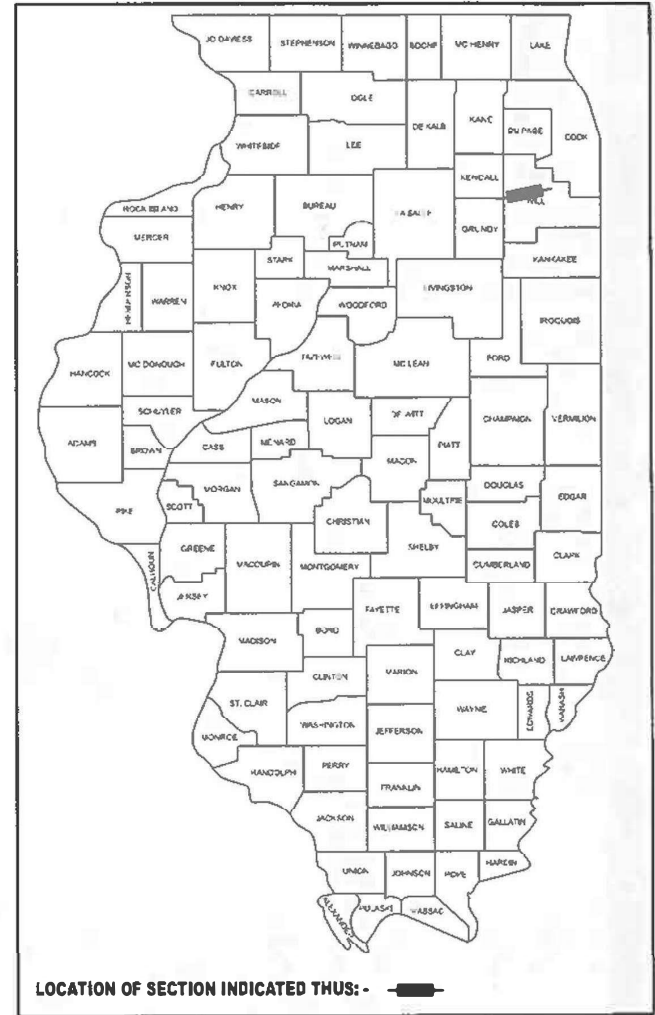 JO DAVIESS STEPHENSON WINNEBAGO BOONE MC HENRY LAKE
CARROLL OGLE DE KALB KANE DU PAGE COOK
WHITESIDE LEE KENDALL WILL
ROCK ISLAND HENRY BUREAU LA SALLE GRUNDY
MERCER PUTNAM KANKAKEE
STARK MARSHALL
HENDERSON WARREN KNOX PEORIA WOODFORD LIVINGSTON IROQUOIS
HANCOCK MC DONOUGH FULTON TAZEWELL MC LEAN FORD
MASON
SCHUYLER LOGAN DE WITT CHAMPAIGN VERMILION
ADAMS BROWN CASS MENARD MACON PIATT
SANGAMON DOUGLAS
PIKE SCOTT MORGAN CHRISTIAN MOULTRIE COLES EDGAR
GREENE SHELBY
CALHOUN MACOUPIN MONTGOMERY CUMBERLAND CLARK
JERSEY
MADISON BOND FAYETTE EFFINGHAM JASPER CRAWFORD
CLAY RICHLAND LAWRENCE
CLINTON MARION
ST. CLAIR WAYNE EDWARDS WABASH
MONROE WASHINGTON JEFFERSON
RANDOLPH PERRY HAMILTON WHITE
FRANKLIN
JACKSON WILLIAMSON SALINE GALLATIN
UNION JOHNSON POPE HARDIN
ALEXANDER PULASKI MASSAC
LOCATION OF SECTION INDICATED THUS: -